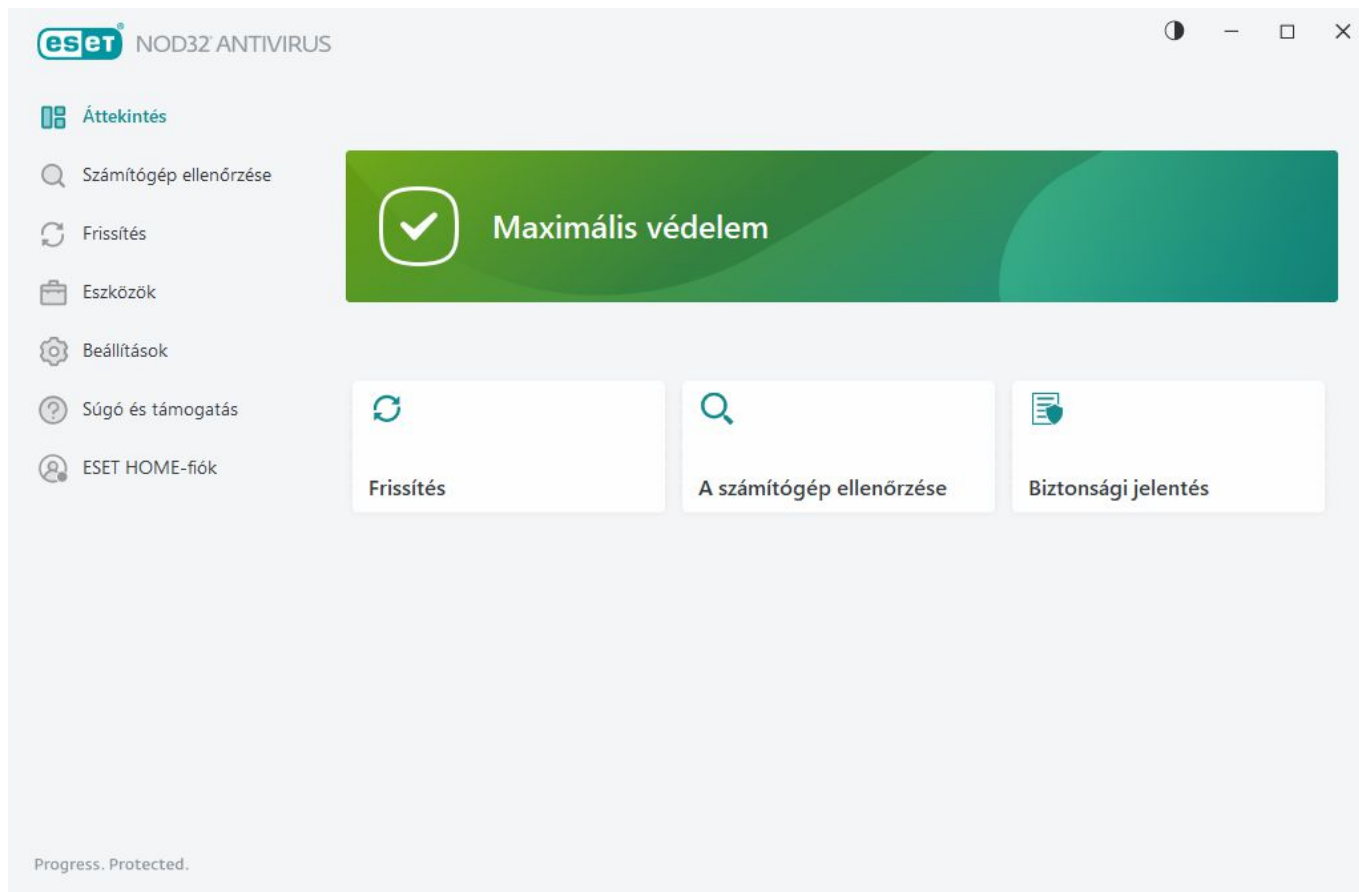 eset® NOD32® ANTIVIRUS
Áttekintés
Számítógép ellenőrzése
Frissítés
Eszközök
Beállítások
Súgó és támogatás
ESET HOME-fiók
Maximális védelem
Frissítés
A számítógép ellenőrzése
Biztonsági jelentés
Progress. Protected.